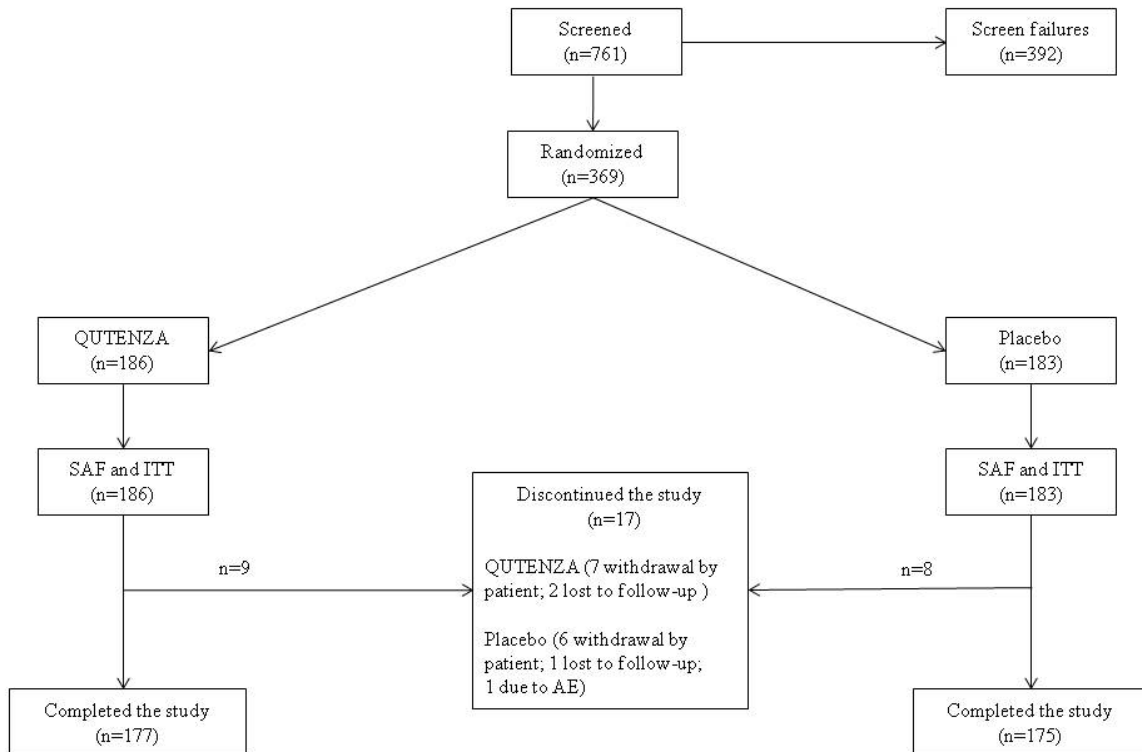 Screened
(n=761)
Screen failures
(n=392)
Randomized
(n=369)
QUTENZA
(n=186)
Placebo
(n=183)
SAF and ITT
(n=186)
SAF and ITT
(n=183)
Discontinued the study
(n=17)
QUTENZA (7 withdrawal by
patient; 2 lost to follow-up )
Placebo (6 withdrawal by
patient; 1 lost to follow-up;
1 due to AE)
n=9
n=8
Completed the study
(n=177)
Completed the study
(n=175)